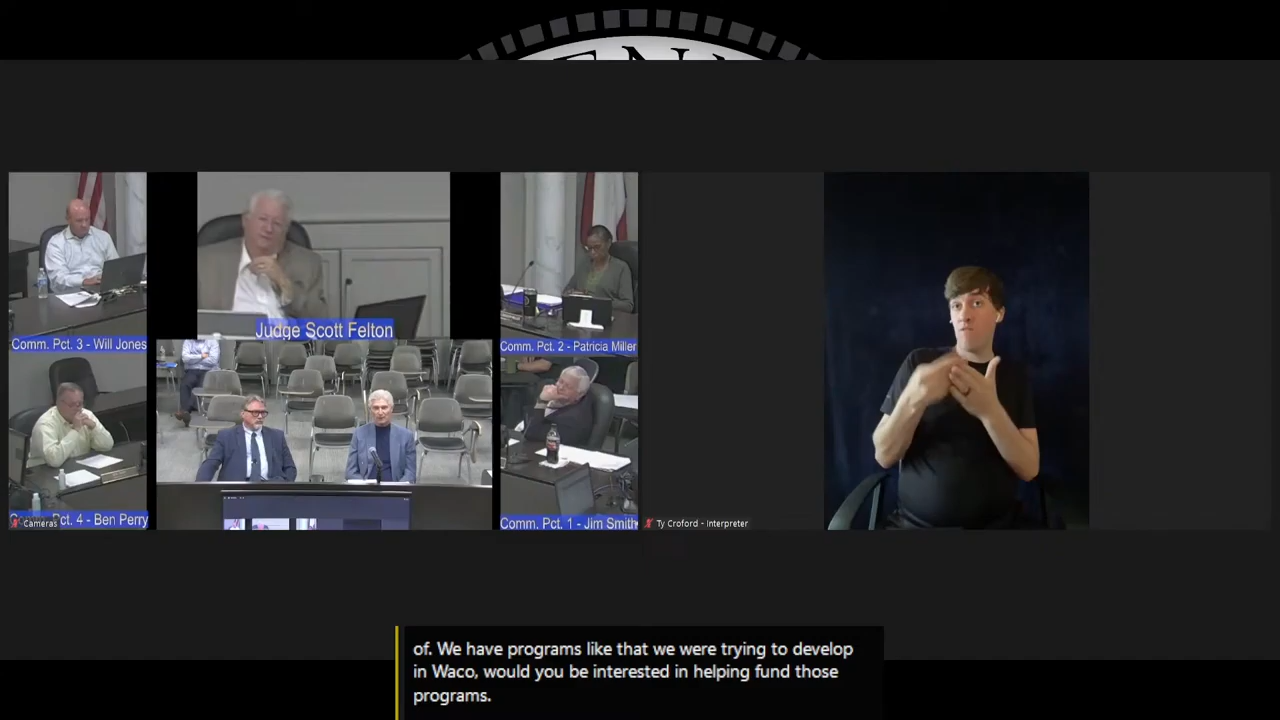 Judge Scott Felton
Comm. Pct. 3 - Will Jones
Comm. Pct. 2 - Patricia Miller
Pct. 4 - Ben Perry
Cameras
Comm. Pct. 1 - Jim Smith
Ty Croford - Interpreter
of. We have programs like that we were trying to develop
in Waco, would you be interested in helping fund those
programs.